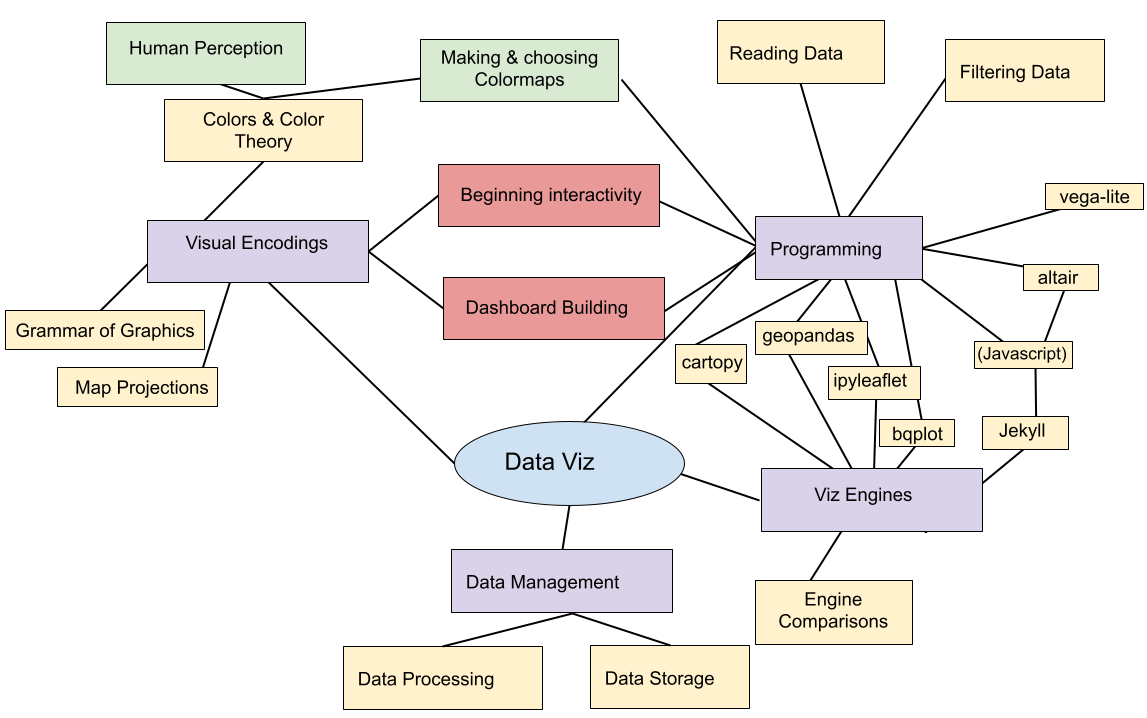 Human Perception
Making & choosing
Colormaps
Reading Data
Filtering Data
Colors & Color
Theory
Beginning interactivity
vega-lite
Visual Encodings
Programming
altair
Dashboard Building
Grammar of Graphics
geopandas
(Javascript)
cartopy
Map Projections
ipyleaflet
bqplot
Jekyll
Data Viz
Viz Engines
Data Management
Engine
Comparisons
Data Processing
Data Storage